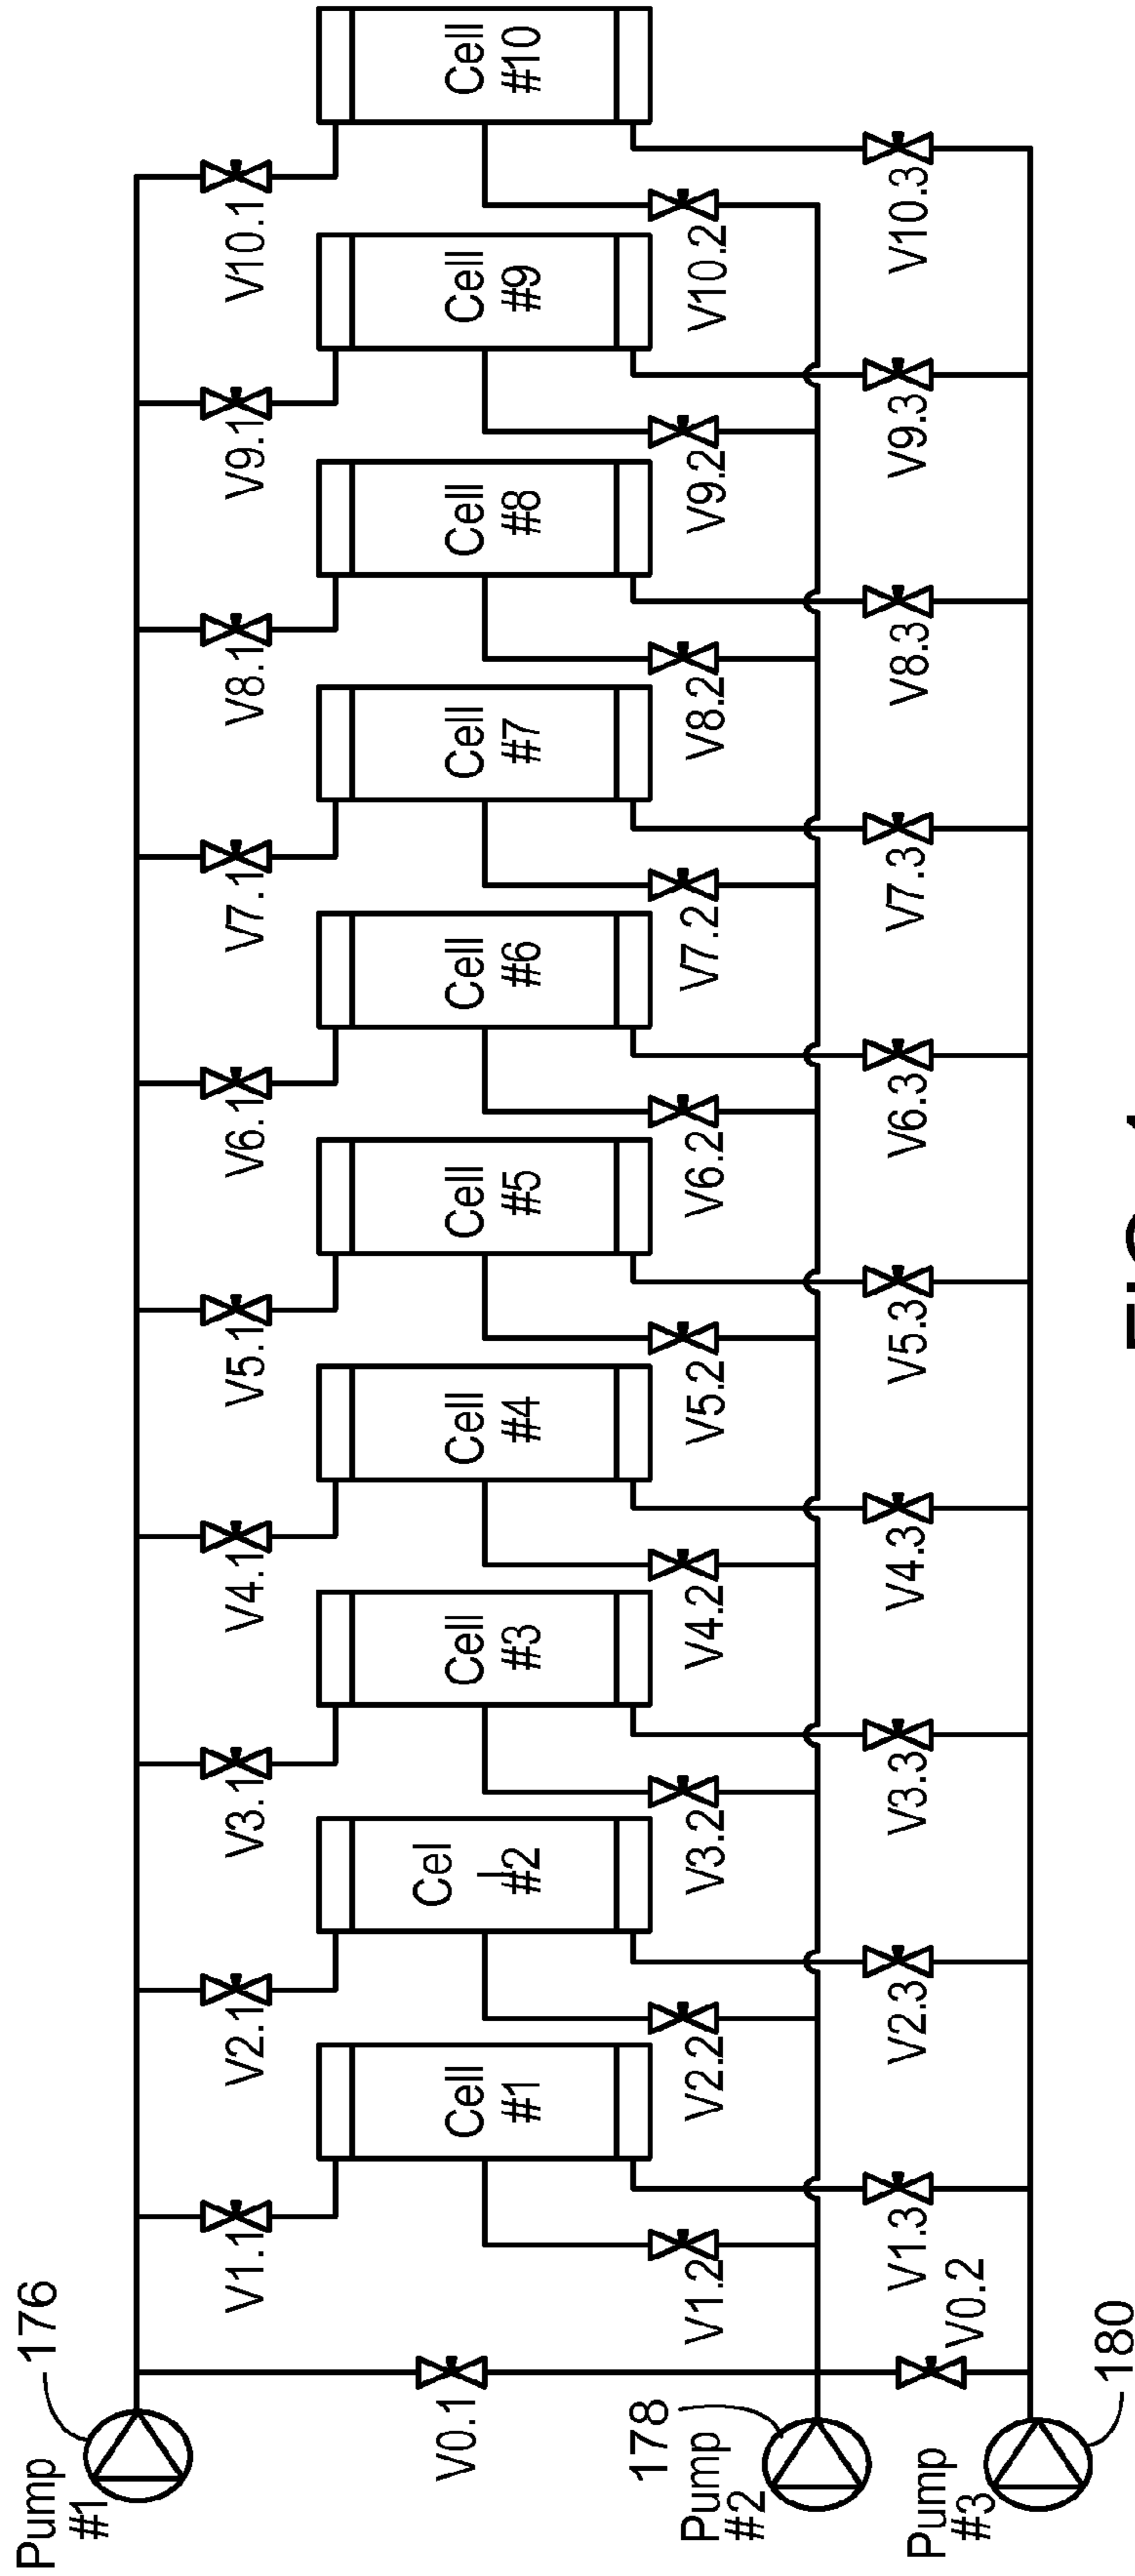 Pump
#1
176
V1.1
V2.1
V3.1
V4.1
V5.1
V6.1
V7.1
V8.1
V9.1
V10.1
V0.1
Cell
#1
Cel
l
#2
Cell
#3
Cell
#4
Cell
#5
Cell
#6
Cell
#7
Cell
#8
Cell
#9
Cell
#10
178
Pump
#2
V1.2
V2.2
V3.2
V4.2
V5.2
V6.2
V7.2
V8.2
V9.2
V10.2
Pump
#3
180
V0.2
V1.3
V2.3
V3.3
V4.3
V5.3
V6.3
V7.3
V8.3
V9.3
V10.3